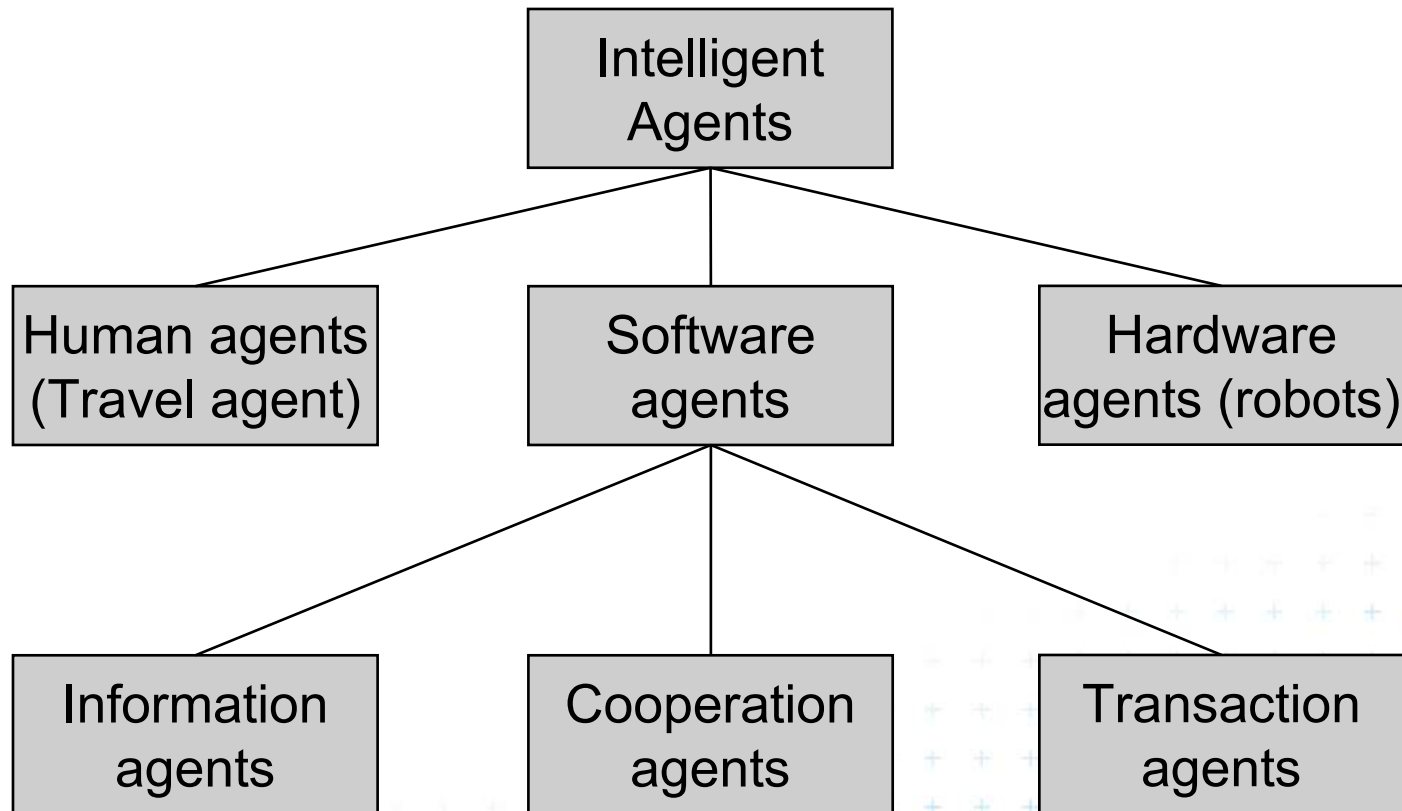 Intelligent
Agents
Human agents
(Travel agent)
Software
agents
Hardware
agents (robots)
Information
agents
Cooperation
agents
Transaction
agents